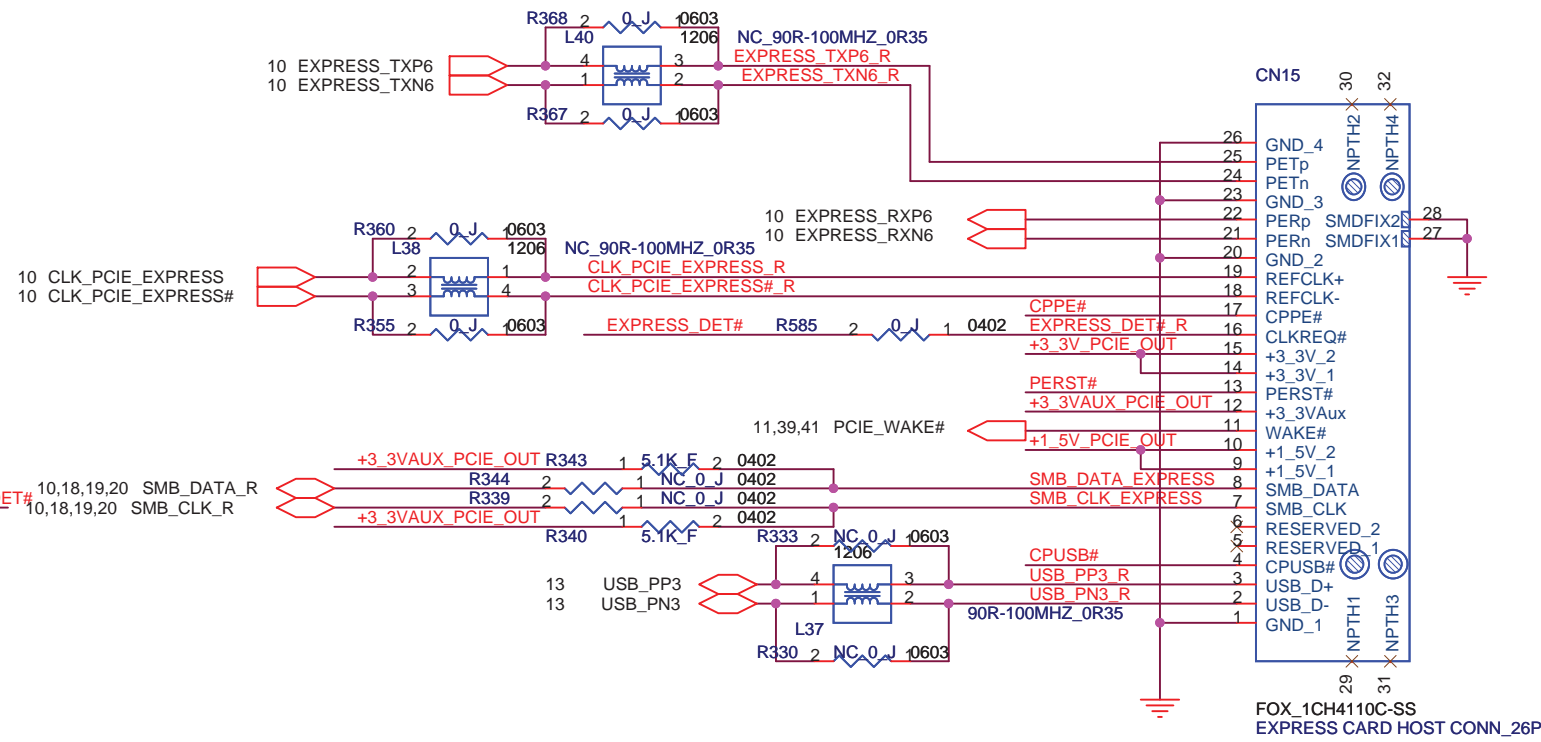 R368 2 0_J 1 0603
L40 1206 NC_90R-100MHZ_0R35
10 EXPRESS_TXP6 4 3 EXPRESS_TXP6_R
10 EXPRESS_TXN6 1 2 EXPRESS_TXN6_R
R367 2 0_J 1 0603
CN15
30 32
NPTH2 NPTH4
26 GND_4
25 PETp
24 PETn
23 GND_3
10 EXPRESS_RXP6 22 PERp SMDFIX2 28
10 EXPRESS_RXN6 21 PERn SMDFIX1 27
20 GND_2
R360 2 0_J 1 0603
L38 1206 NC_90R-100MHZ_0R35
10 CLK_PCIE_EXPRESS 2 1 CLK_PCIE_EXPRESS_R 19 REFCLK+
10 CLK_PCIE_EXPRESS# 3 4 CLK_PCIE_EXPRESS#_R 18 REFCLK-
R355 2 0_J 1 0603
CPPE# 17 CPPE#
EXPRESS_DET# R585 2 0_J 1 0402 EXPRESS_DET#_R 16 CLKREQ#
+3_3V_PCIE_OUT 15 +3_3V_2
14 +3_3V_1
PERST# 13 PERST#
+3_3VAUX_PCIE_OUT 12 +3_3VAux
11,39,41 PCIE_WAKE# 11 WAKE#
+1_5V_PCIE_OUT 10 +1_5V_2
9 +1_5V_1
+3_3VAUX_PCIE_OUT R343 1 5.1K_F 2 0402
10,18,19,20 SMB_DATA_R R344 2 1 NC_0_J 0402 SMB_DATA_EXPRESS 8 SMB_DATA
ET# 10,18,19,20 SMB_CLK_R R339 2 1 NC_0_J 0402 SMB_CLK_EXPRESS 7 SMB_CLK
+3_3VAUX_PCIE_OUT R340 1 5.1K_F 2 0402
6 RESERVED_2
5 RESERVED_1
R333 2 NC_0_J 1 0603
1206
CPUSB# 4 CPUSB#
13 USB_PP3 4 3 USB_PP3_R 3 USB_D+
13 USB_PN3 1 2 USB_PN3_R 2 USB_D-
L37 90R-100MHZ_0R35
1 GND_1
R330 2 NC_0_J 1 0603
NPTH1 NPTH3
29 31
FOX_1CH4110C-SS
EXPRESS CARD HOST CONN_26P